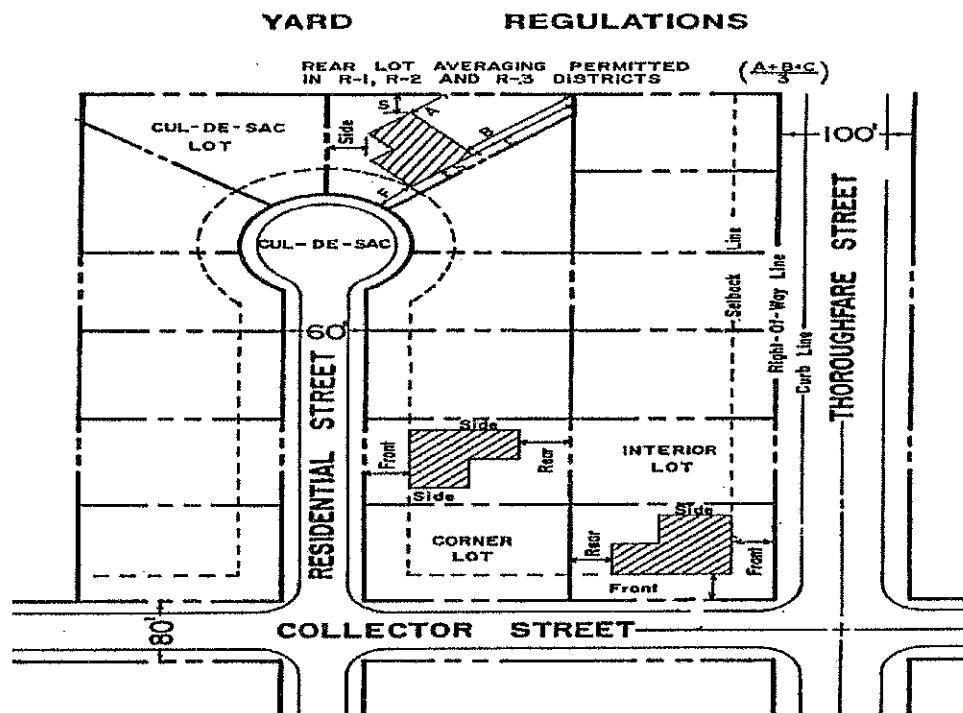 YARD REGULATIONS
REAR LOT AVERAGING PERMITTED
IN R-1, R-2 AND R-3 DISTRICTS
(A+B+C/3)
CUL-DE-SAC
LOT
Side
S
A
B
F
100'
CUL-DE-SAC
Setback Line
Right-Of-Way Line
Curb Line
THOROUGHFARE STREET
60'
RESIDENTIAL STREET
Side
Front
Rear
Side
INTERIOR
LOT
CORNER
LOT
Side
Rear
Front
Front
80'
COLLECTOR STREET